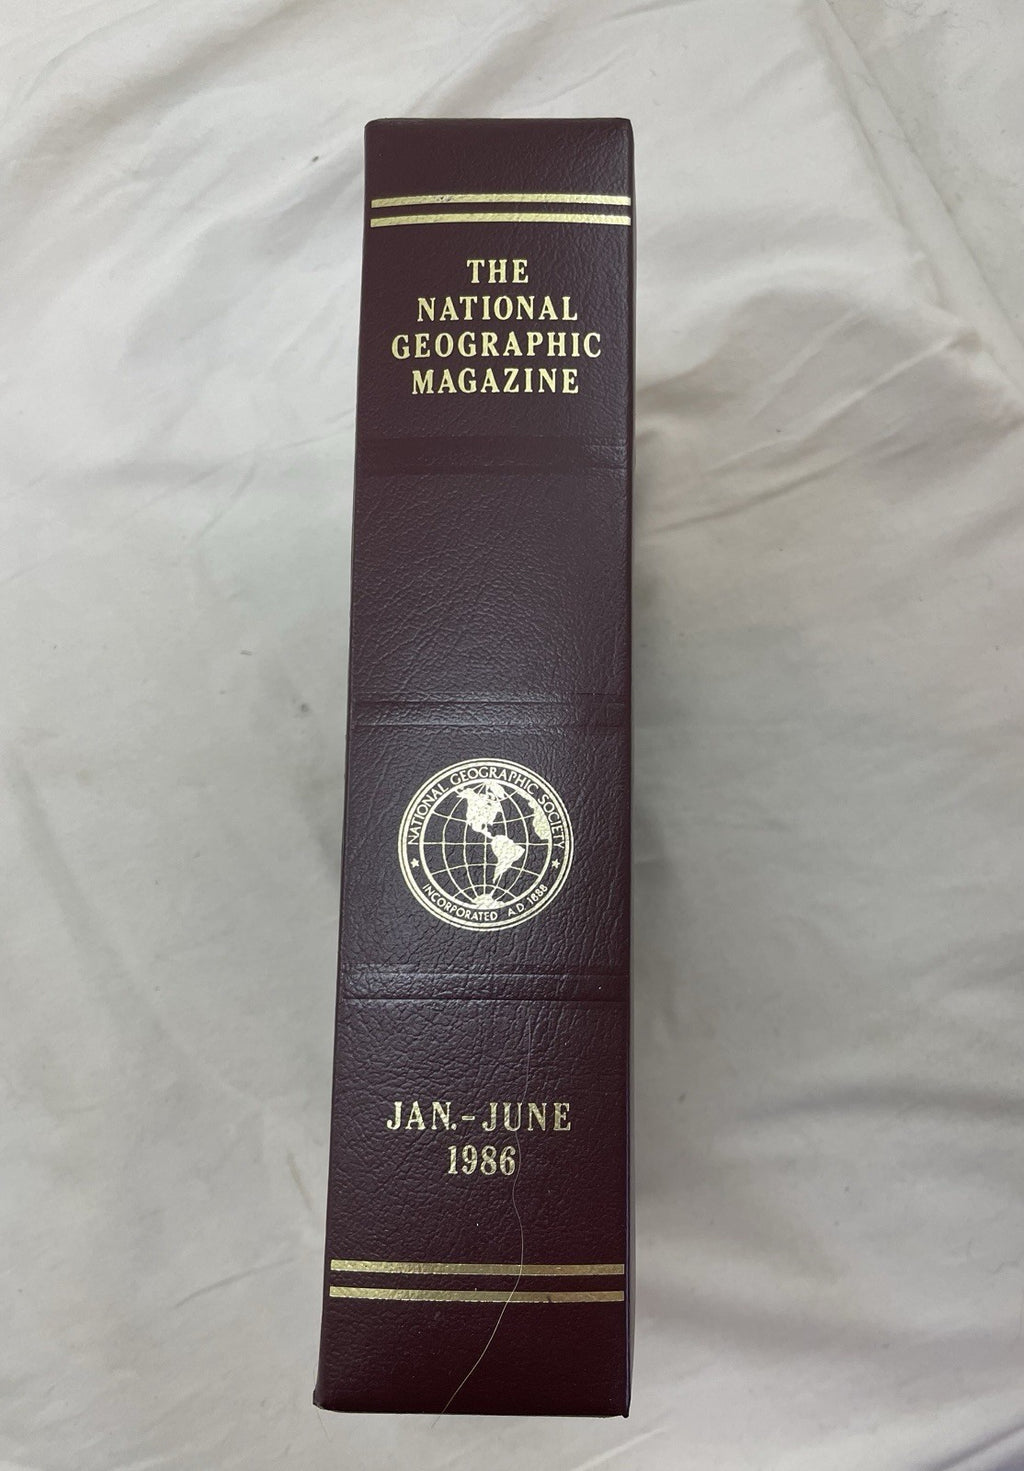 THE
NATIONAL
GEOGRAPHIC
MAGAZINE
NATIONAL GEOGRAPHIC SOCIETY
INCORPORATED A.D. 1888
JAN.-JUNE
1986